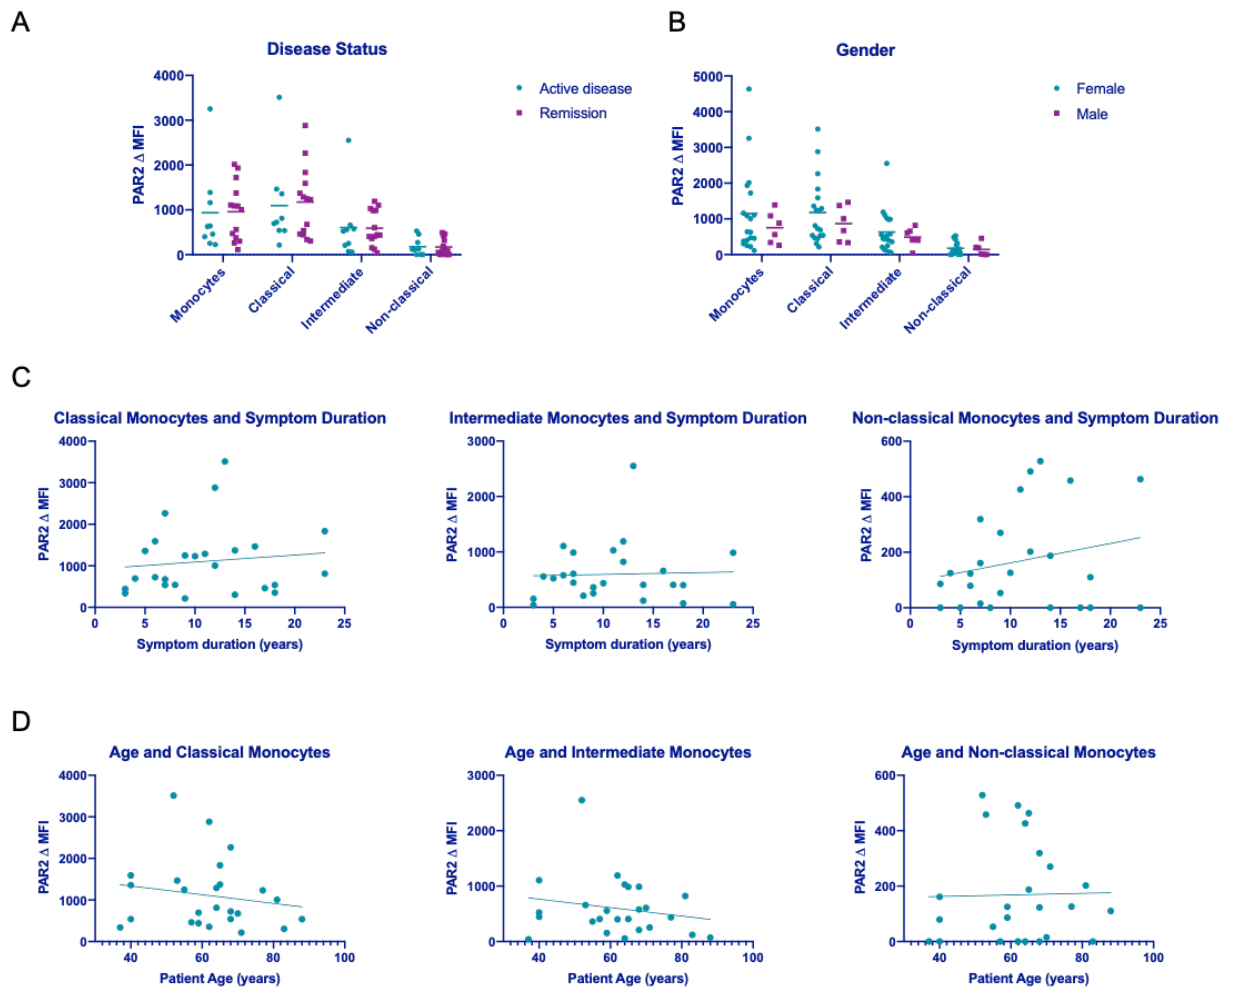 A
Disease Status
PAR2 Δ MFI
4000
3000
2000
1000
0
Monocytes
Classical
Intermediate
Non-classical
Active disease
Remission
B
Gender
PAR2 Δ MFI
5000
4000
3000
2000
1000
0
Monocytes
Classical
Intermediate
Non-classical
Female
Male
C
Classical Monocytes and Symptom Duration
PAR2 Δ MFI
4000
3000
2000
1000
0
0 5 10 15 20 25
Symptom duration (years)
Intermediate Monocytes and Symptom Duration
PAR2 Δ MFI
3000
2000
1000
0
0 5 10 15 20 25
Symptom duration (years)
Non-classical Monocytes and Symptom Duration
PAR2 Δ MFI
600
400
200
0
0 5 10 15 20 25
Symptom duration (years)
D
Age and Classical Monocytes
PAR2 Δ MFI
4000
3000
2000
1000
0
40 60 80 100
Patient Age (years)
Age and Intermediate Monocytes
PAR2 Δ MFI
3000
2000
1000
0
40 60 80 100
Patient Age (years)
Age and Non-classical Monocytes
PAR2 Δ MFI
600
400
200
0
40 60 80 100
Patient Age (years)